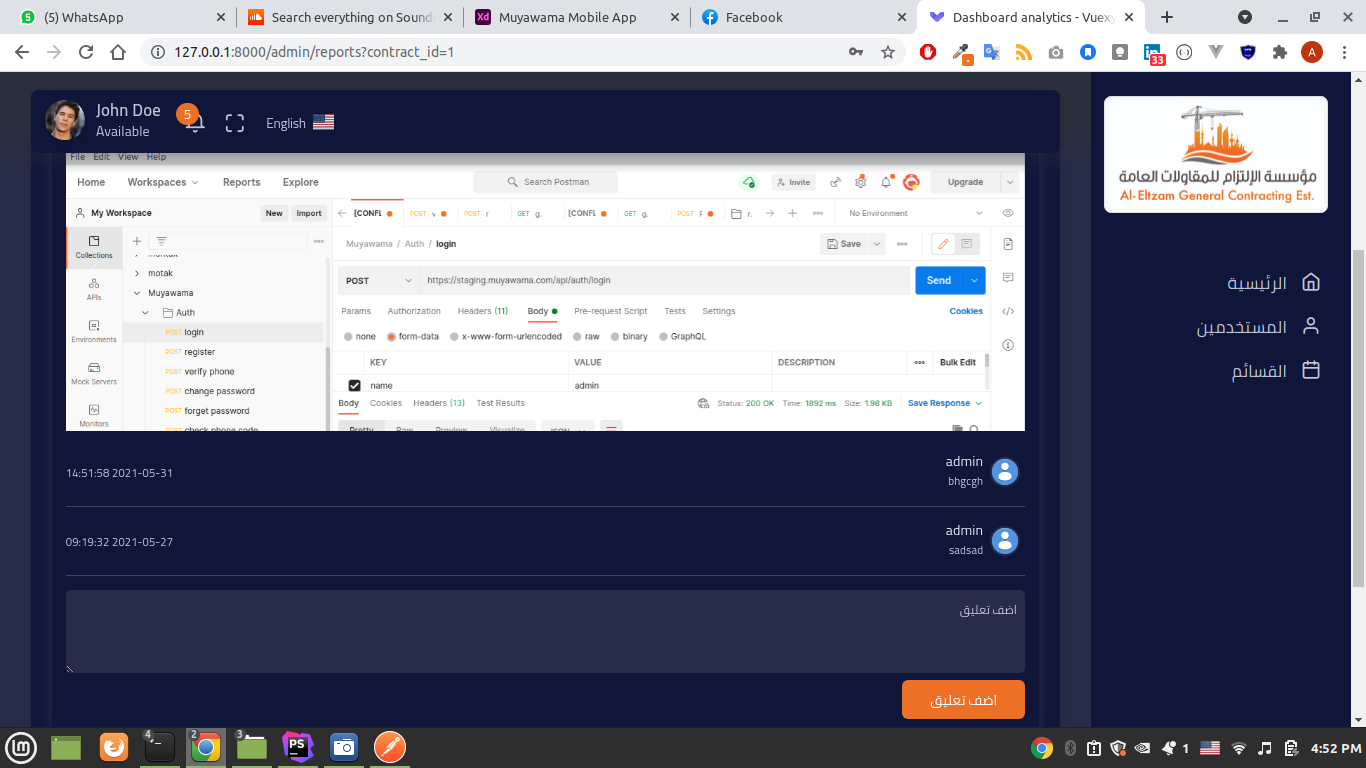 (5) WhatsApp
Search everything on Sound
Muyawama Mobile App
Facebook
Dashboard analytics - Vuexy
127.0.0.1:8000/admin/reports?contract_id=1
33
A
John Doe
Available
5
English
مؤسسة الإلتزام للمقاولات العامة
Al-Eltzam General Contracting Est.
الرئيسية
المستخدمين
القسائم
File Edit View Help
Home Workspaces Reports Explore
Search Postman
Invite
Upgrade
My Workspace
New
Import
[CONFL
POST
POST r
GET g.
[CONFL
GET g.
POST
r.
No Environment
Collections
APIs
Environments
Mock Servers
Monitors
motak
Muyawama
Auth
POST login
POST register
POST verify phone
POST change password
POST forget password
POST check phone code
Muyawama / Auth / login
Save
POST
https://staging.muyawama.com/api/auth/login
Send
Params Authorization Headers (11) Body Pre-request Script Tests Settings
Cookies
none form-data x-www-form-urlencoded raw binary GraphQL
KEY VALUE DESCRIPTION
Bulk Edit
name admin
Body Cookies Headers (13) Test Results
Status: 200 OK Time: 1892 ms Size: 1.98 KB
Save Response
Pretty Raw Preview Visualize JSON
admin
bhgcgh
14:51:58 2021-05-31
admin
sadsad
09:19:32 2021-05-27
اضف تعليق
اضف تعليق
4
2
3
PS
1
4:52 PM